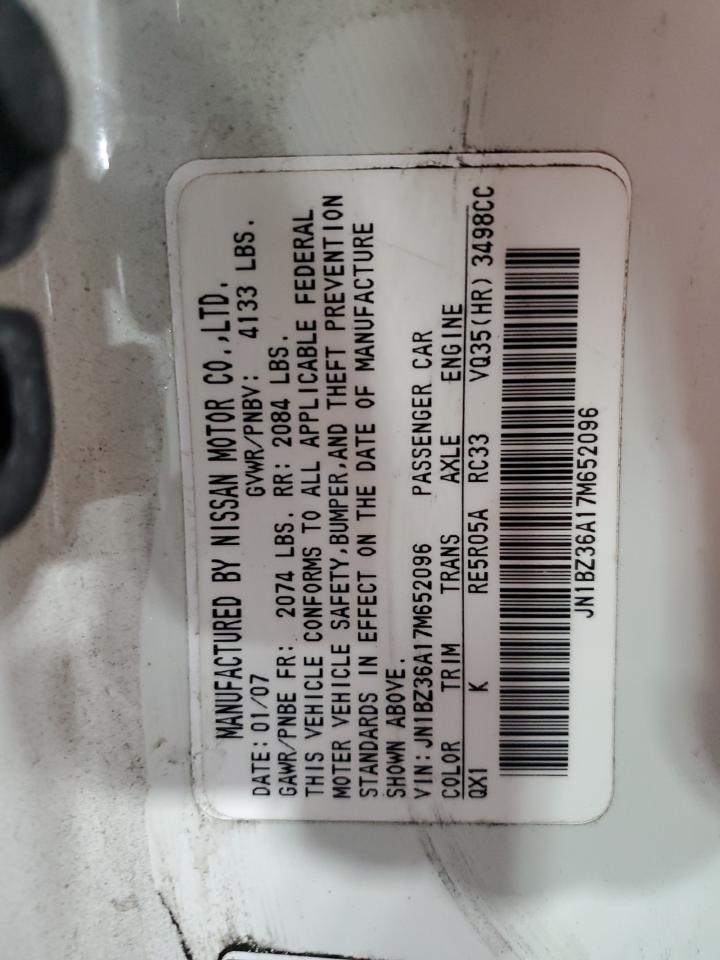 MANUFACTURED BY NISSAN MOTOR CO.,LTD.
DATE: 01/07 GVWR/PNBV: 4133 LBS.
GAWR/PNBE FR: 2074 LBS. RR: 2084 LBS.
THIS VEHICLE CONFORMS TO ALL APPLICABLE FEDERAL
MOTER VEHICLE SAFETY,BUMPER,AND THEFT PREVENTION
STANDARDS IN EFFECT ON THE DATE OF MANUFACTURE
SHOWN ABOVE.
VIN: JN1BZ36A17M652096 PASSENGER CAR
COLOR TRIM TRANS AXLE ENGINE
QX1 K RE5R05A RC33 VQ35(HR) 3498CC
JN1BZ36A17M652096